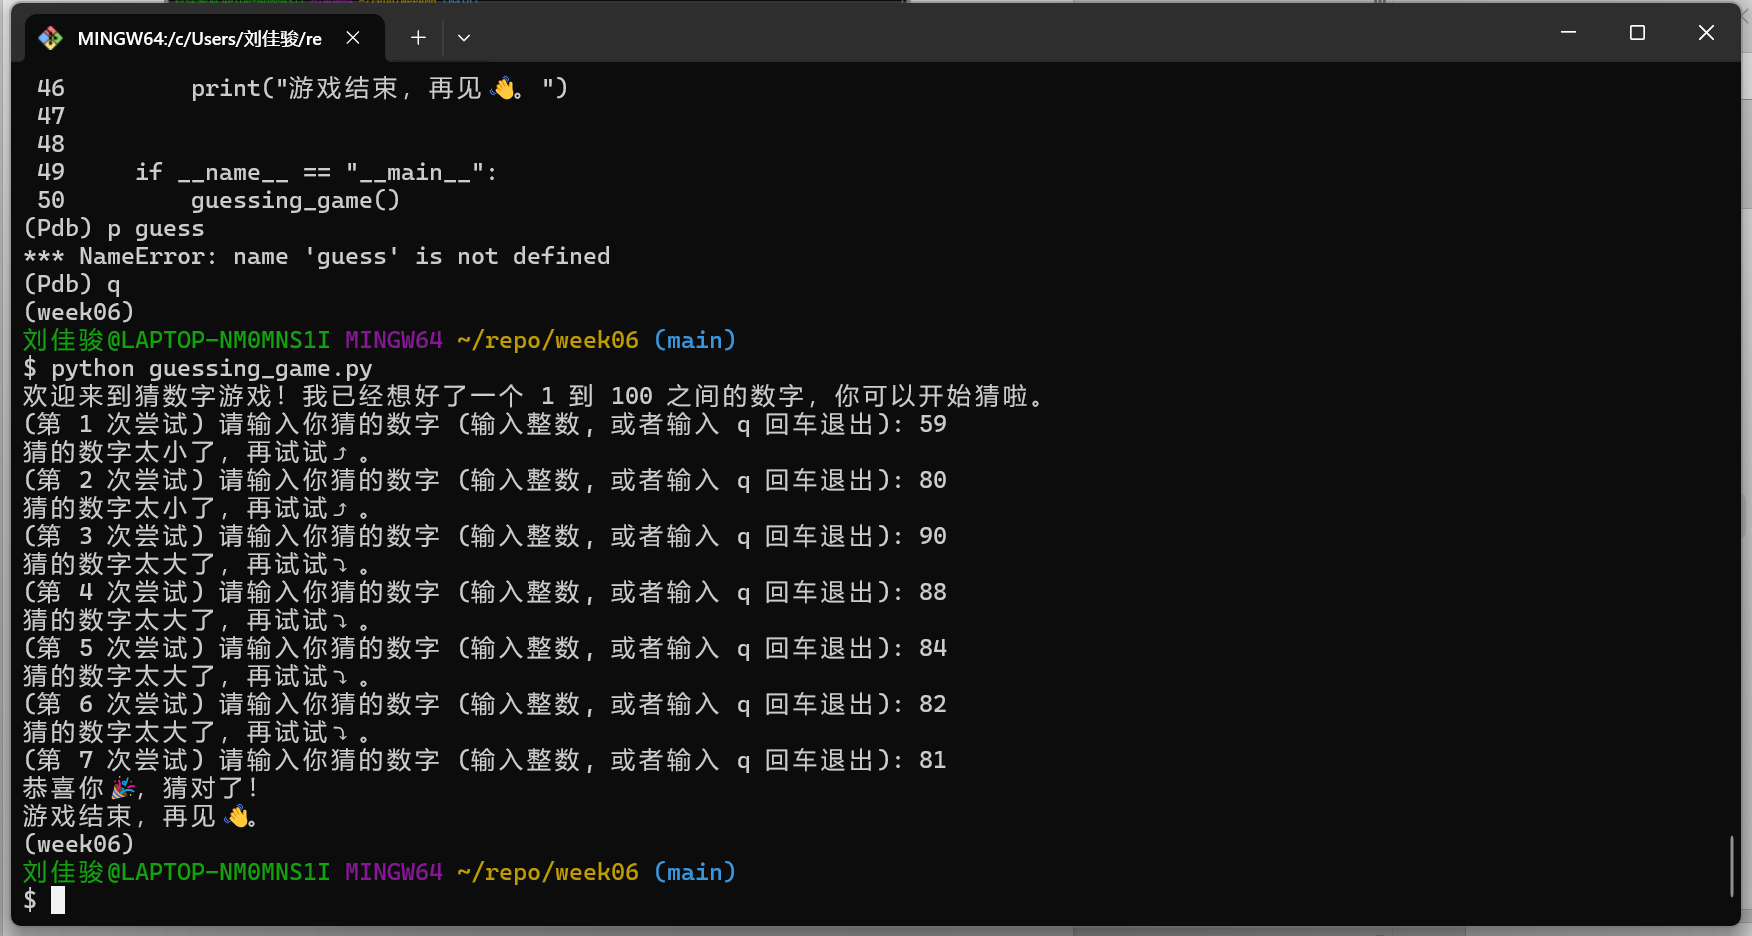 MINGW64:/c/Users/刘佳骏/re
46         print("游戏结束，再见👋。")
47
48
49     if __name__ == "__main__":
50         guessing_game()
(Pdb) p guess
*** NameError: name 'guess' is not defined
(Pdb) q
(week06)
刘佳骏@LAPTOP-NM0MNS1I MINGW64 ~/repo/week06 (main)
$ python guessing_game.py
欢迎来到猜数字游戏！我已经想好了一个 1 到 100 之间的数字，你可以开始猜啦。
(第 1 次尝试) 请输入你猜的数字 (输入整数, 或者输入 q 回车退出): 59
猜的数字太小了，再试试⤴。
(第 2 次尝试) 请输入你猜的数字 (输入整数, 或者输入 q 回车退出): 80
猜的数字太小了，再试试⤴。
(第 3 次尝试) 请输入你猜的数字 (输入整数, 或者输入 q 回车退出): 90
猜的数字太大了，再试试⤵。
(第 4 次尝试) 请输入你猜的数字 (输入整数, 或者输入 q 回车退出): 88
猜的数字太大了，再试试⤵。
(第 5 次尝试) 请输入你猜的数字 (输入整数, 或者输入 q 回车退出): 84
猜的数字太大了，再试试⤵。
(第 6 次尝试) 请输入你猜的数字 (输入整数, 或者输入 q 回车退出): 82
猜的数字太大了，再试试⤵。
(第 7 次尝试) 请输入你猜的数字 (输入整数, 或者输入 q 回车退出): 81
恭喜你🎉，猜对了！
游戏结束，再见👋。
(week06)
刘佳骏@LAPTOP-NM0MNS1I MINGW64 ~/repo/week06 (main)
$